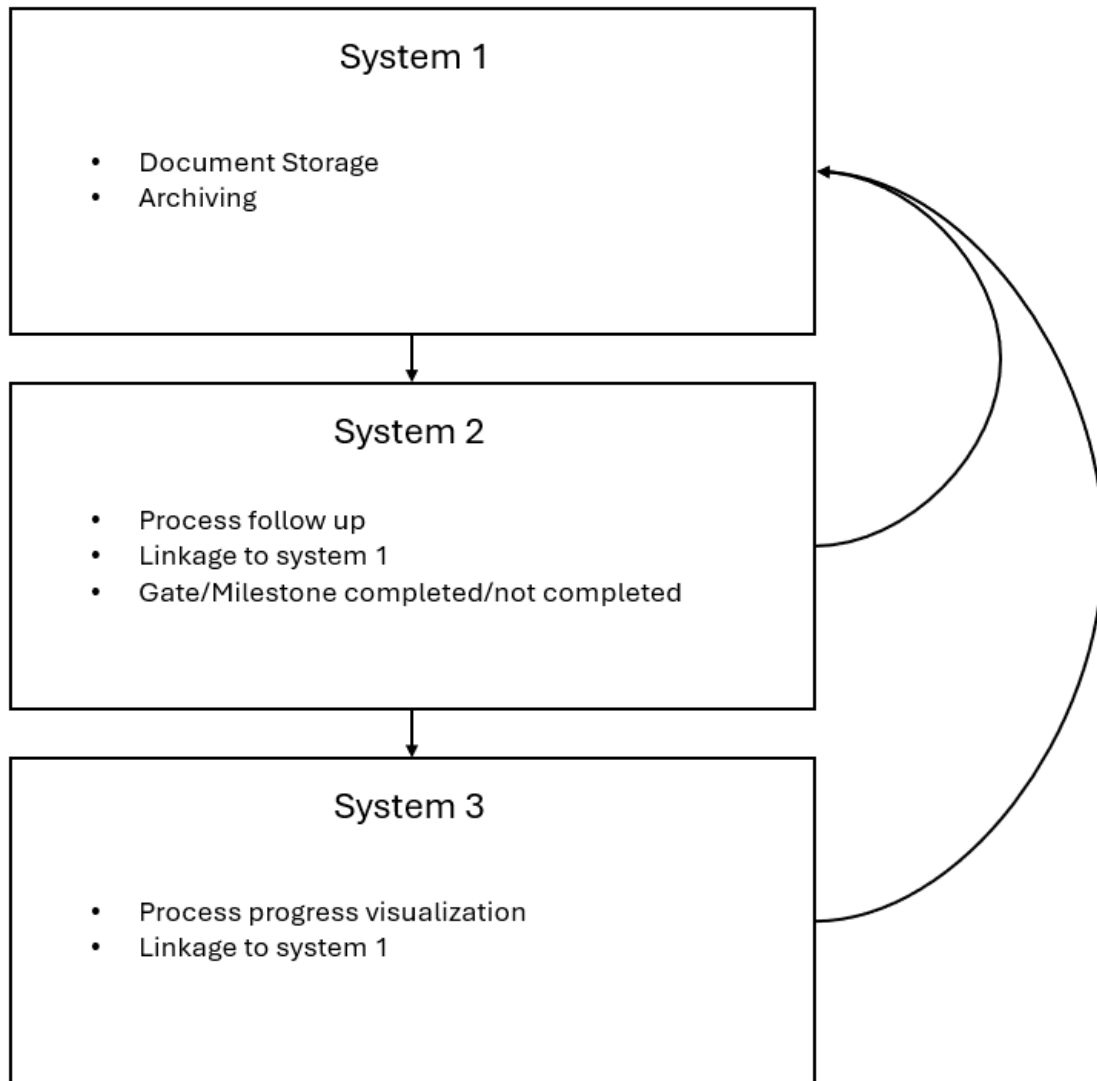 System 1
• Document Storage
• Archiving
System 2
• Process follow up
• Linkage to system 1
• Gate/Milestone completed/not completed
System 3
• Process progress visualization
• Linkage to system 1